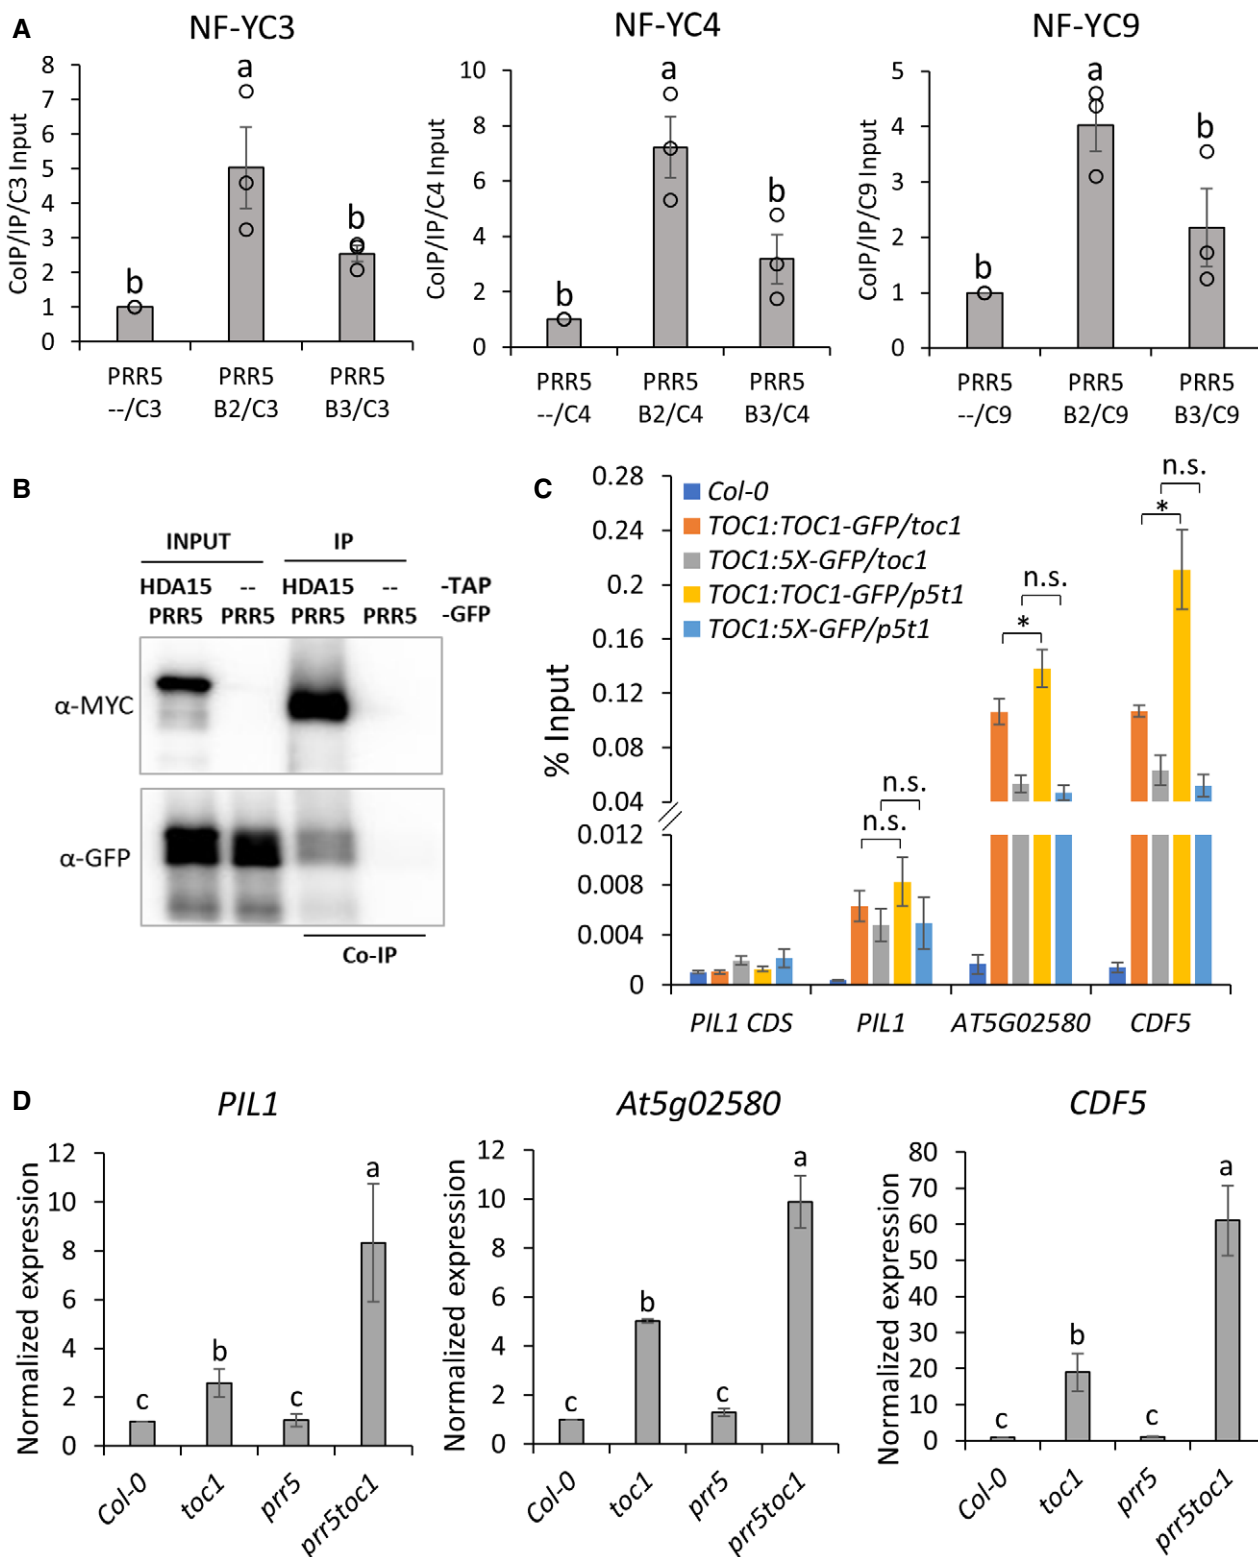 A
NF-YC3
NF-YC4
NF-YC9
CoIP/IP/C3 Input
8
7
6
5
4
3
2
1
0
b
a
b
PRR5
--/C3
PRR5
B2/C3
PRR5
B3/C3
CoIP/IP/C4 Input
10
8
6
4
2
0
b
a
b
PRR5
--/C4
PRR5
B2/C4
PRR5
B3/C4
CoIP/IP/C9 Input
5
4
3
2
1
0
b
a
b
PRR5
--/C9
PRR5
B2/C9
PRR5
B3/C9
B
INPUT IP
HDA15 -- HDA15 -- -TAP
PRR5 PRR5 PRR5 PRR5 -GFP
α-MYC
α-GFP
Co-IP
C
% Input
0.28
0.24
0.2
0.16
0.12
0.08
0.04
0.012
0.008
0.004
0
Col-0
TOC1:TOC1-GFP/toc1
TOC1:5X-GFP/toc1
TOC1:TOC1-GFP/p5t1
TOC1:5X-GFP/p5t1
n.s.
n.s.
*
n.s.
*
n.s.
PIL1 CDS
PIL1
AT5G02580
CDF5
D
PIL1
Normalized expression
12
10
8
6
4
2
0
c
b
c
a
Col-0
toc1
prr5
prr5toc1
At5g02580
Normalized expression
12
10
8
6
4
2
0
c
b
c
a
Col-0
toc1
prr5
prr5toc1
CDF5
Normalized expression
80
70
60
50
40
30
20
10
0
c
b
c
a
Col-0
toc1
prr5
prr5toc1